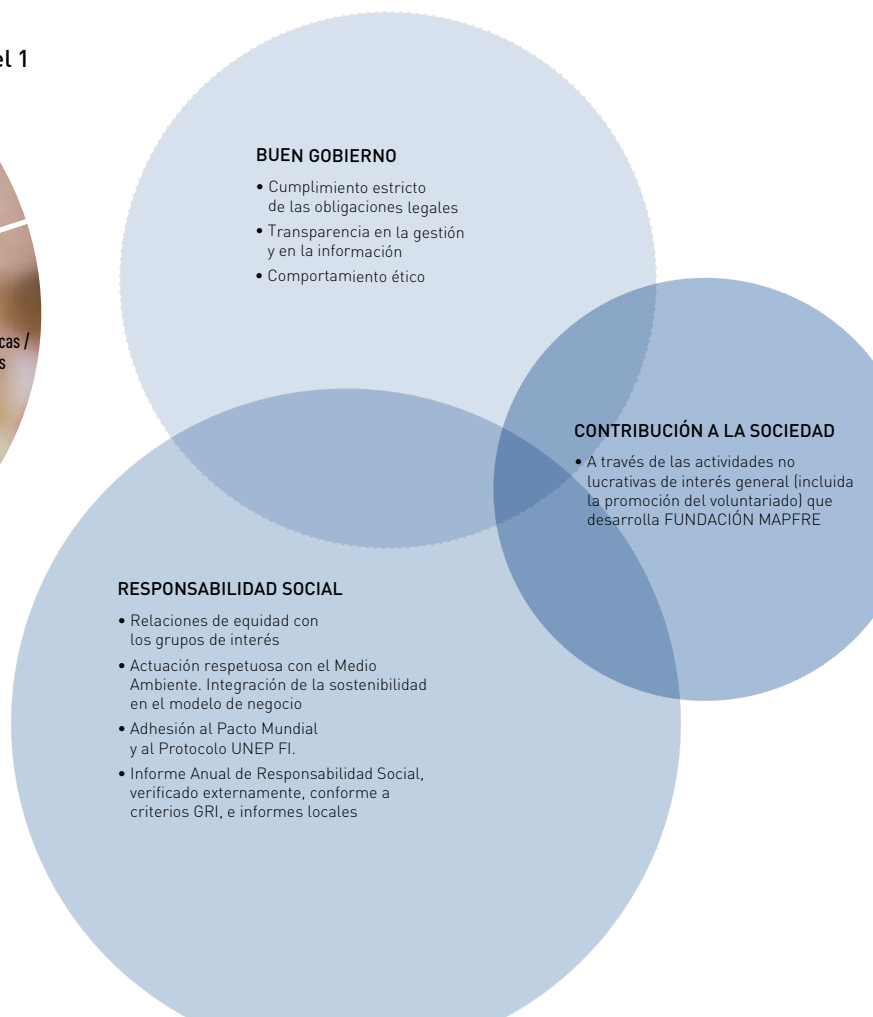 el 1
BUEN GOBIERNO
• Cumplimiento estricto
de las obligaciones legales
• Transparencia en la gestión
y en la información
• Comportamiento ético
cas /
s
CONTRIBUCIÓN A LA SOCIEDAD
• A través de las actividades no
lucrativas de interés general (incluida
la promoción del voluntariado) que
desarrolla FUNDACIÓN MAPFRE
RESPONSABILIDAD SOCIAL
• Relaciones de equidad con
los grupos de interés
• Actuación respetuosa con el Medio
Ambiente. Integración de la sostenibilidad
en el modelo de negocio
• Adhesión al Pacto Mundial
y al Protocolo UNEP FI.
• Informe Anual de Responsabilidad Social,
verificado externamente, conforme a
criterios GRI, e informes locales